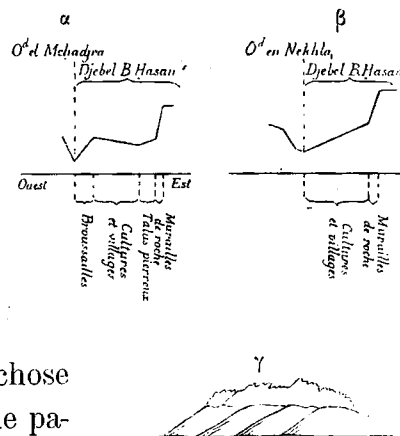 α
Od el Mchadjra
Djebel B Hasan
Ouest
Est
Broussailles
Cultures
et villages
Talus pierreux
Murailles
de roche
β
Od en Nekhla
Djebel B Hasan
Cultures
et villages
Murailles
de roche
chose
γ
e pa-